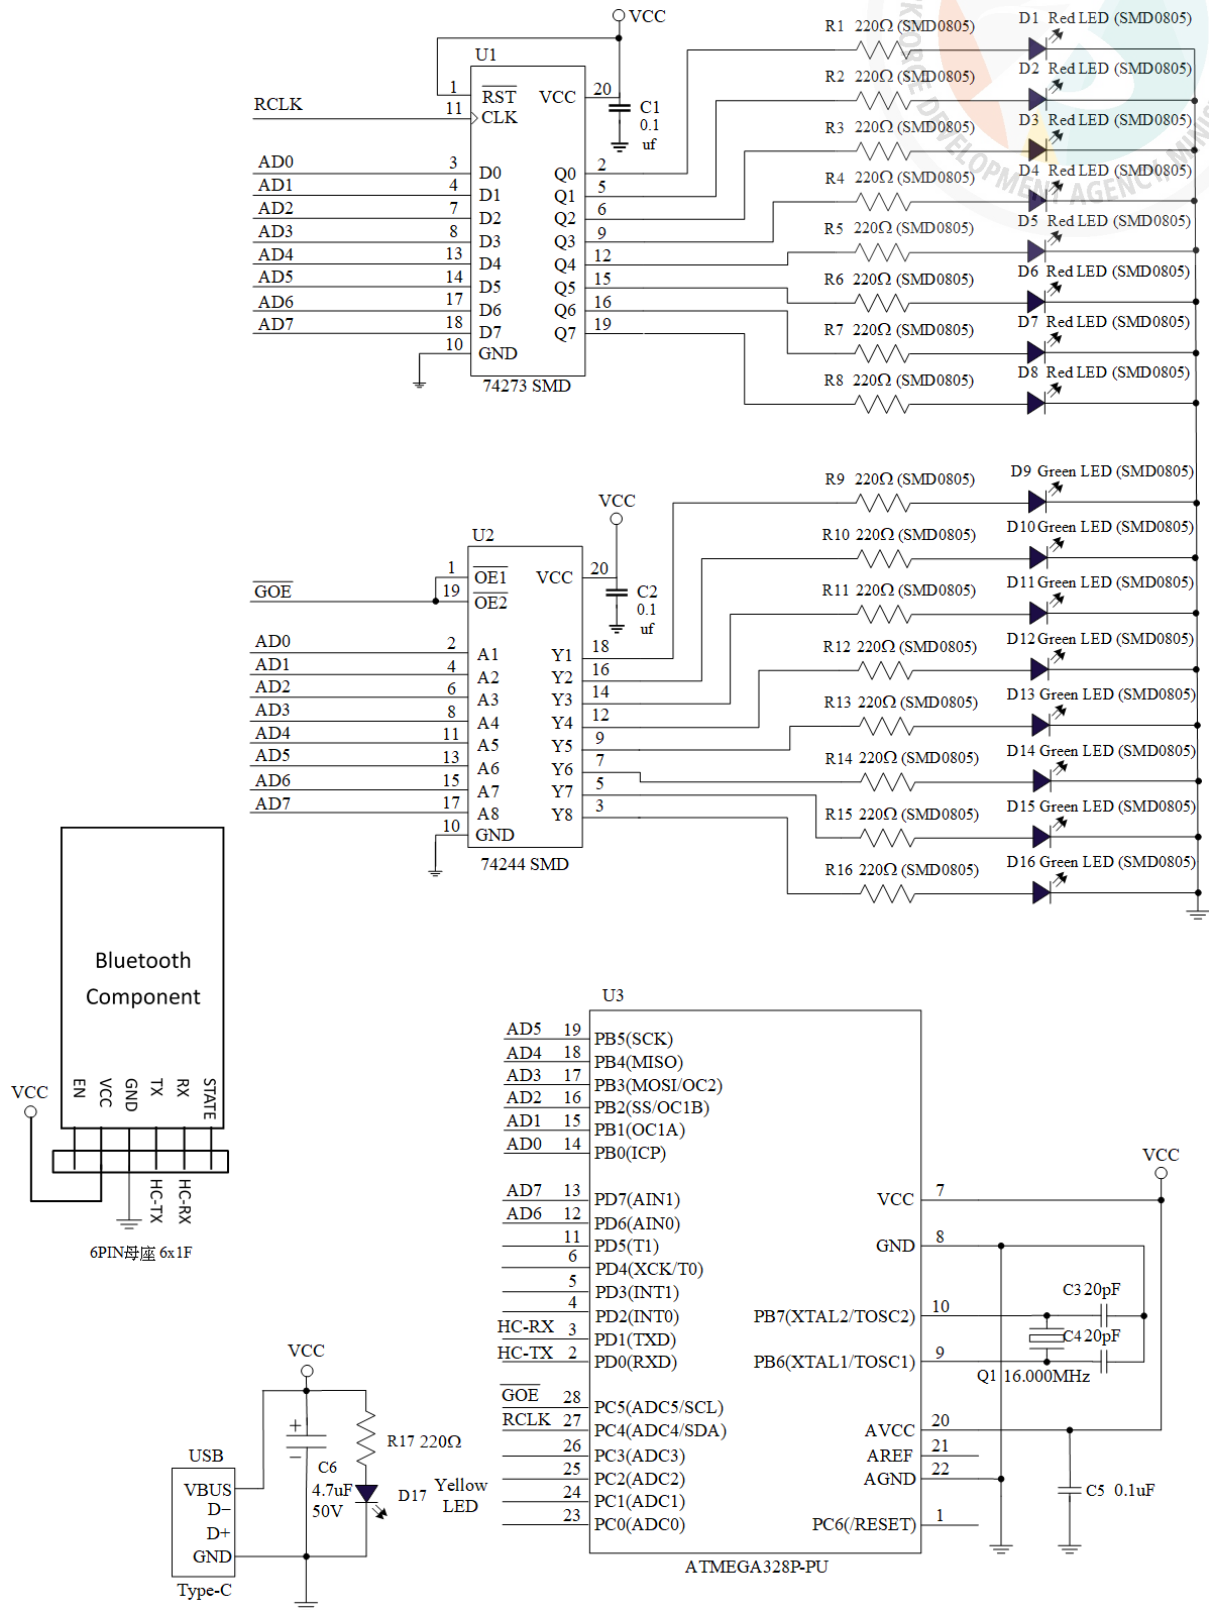 VCC
R1 220Ω (SMD0805)
D1 Red LED (SMD0805)
U1
R2 220Ω (SMD0805)
D2 Red LED (SMD0805)
1 RST VCC 20
C1
0.1
uf
RCLK 11 CLK
R3 220Ω (SMD0805)
D3 Red LED (SMD0805)
AD0 3 D0 Q0 2
R4 220Ω (SMD0805)
D4 Red LED (SMD0805)
AD1 4 D1 Q1 5
AD2 7 D2 Q2 6
R5 220Ω (SMD0805)
D5 Red LED (SMD0805)
AD3 8 D3 Q3 9
AD4 13 D4 Q4 12
R6 220Ω (SMD0805)
D6 Red LED (SMD0805)
AD5 14 D5 Q5 15
AD6 17 D6 Q6 16
R7 220Ω (SMD0805)
D7 Red LED (SMD0805)
AD7 18 D7 Q7 19
10 GND
R8 220Ω (SMD0805)
D8 Red LED (SMD0805)
74273 SMD
DEVELOPMENT AGENCY,
R9 220Ω (SMD0805)
D9 Green LED (SMD0805)
VCC
U2
R10 220Ω (SMD0805)
D10 Green LED (SMD0805)
1 OE1 VCC 20
GOE 19 OE2
C2
0.1
uf
R11 220Ω (SMD0805)
D11 Green LED (SMD0805)
AD0 2 A1 Y1 18
R12 220Ω (SMD0805)
D12 Green LED (SMD0805)
AD1 4 A2 Y2 16
AD2 6 A3 Y3 14
R13 220Ω (SMD0805)
D13 Green LED (SMD0805)
AD3 8 A4 Y4 12
AD4 11 A5 Y5 9
R14 220Ω (SMD0805)
D14 Green LED (SMD0805)
AD5 13 A6 Y6 7
AD6 15 A7 Y7 5
R15 220Ω (SMD0805)
D15 Green LED (SMD0805)
AD7 17 A8 Y8 3
10 GND
R16 220Ω (SMD0805)
D16 Green LED (SMD0805)
74244 SMD
Bluetooth
Component
VCC
EN
VCC
GND
TX
RX
STATE
HC-TX
HC-RX
6PIN母座 6x1F
U3
AD5 19 PB5(SCK)
AD4 18 PB4(MISO)
AD3 17 PB3(MOSI/OC2)
AD2 16 PB2(SS/OC1B)
AD1 15 PB1(OC1A)
AD0 14 PB0(ICP)
AD7 13 PD7(AIN1)
AD6 12 PD6(AIN0)
11 PD5(T1)
6 PD4(XCK/T0)
5 PD3(INT1)
4 PD2(INT0)
HC-RX 3 PD1(TXD)
HC-TX 2 PD0(RXD)
GOE 28 PC5(ADC5/SCL)
RCLK 27 PC4(ADC4/SDA)
26 PC3(ADC3)
25 PC2(ADC2)
24 PC1(ADC1)
23 PC0(ADC0)
VCC
VCC 7
GND 8
C3 20pF
PB7(XTAL2/TOSC2) 10
C4 20pF
PB6(XTAL1/TOSC1) 9
Q1 16.000MHz
AVCC 20
AREF 21
AGND 22
C5 0.1uF
PC6(/RESET) 1
ATMEGA328P-PU
VCC
+
−
R17 220Ω
USB
C6
4.7uF
50V
D17 Yellow
LED
VBUS
D−
D+
GND
Type-C